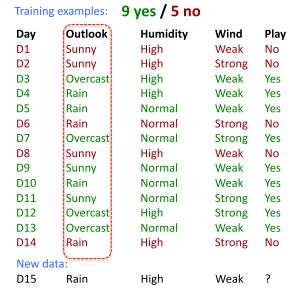 Training examples: 9 yes / 5 no
Day Outlook Humidity Wind Play
D1 Sunny High Weak No
D2 Sunny High Strong No
D3 Overcast High Weak Yes
D4 Rain High Weak Yes
D5 Rain Normal Weak Yes
D6 Rain Normal Strong No
D7 Overcast Normal Strong Yes
D8 Sunny High Weak No
D9 Sunny Normal Weak Yes
D10 Rain Normal Weak Yes
D11 Sunny Normal Strong Yes
D12 Overcast High Strong Yes
D13 Overcast Normal Weak Yes
D14 Rain High Strong No
New data:
D15 Rain High Weak ?